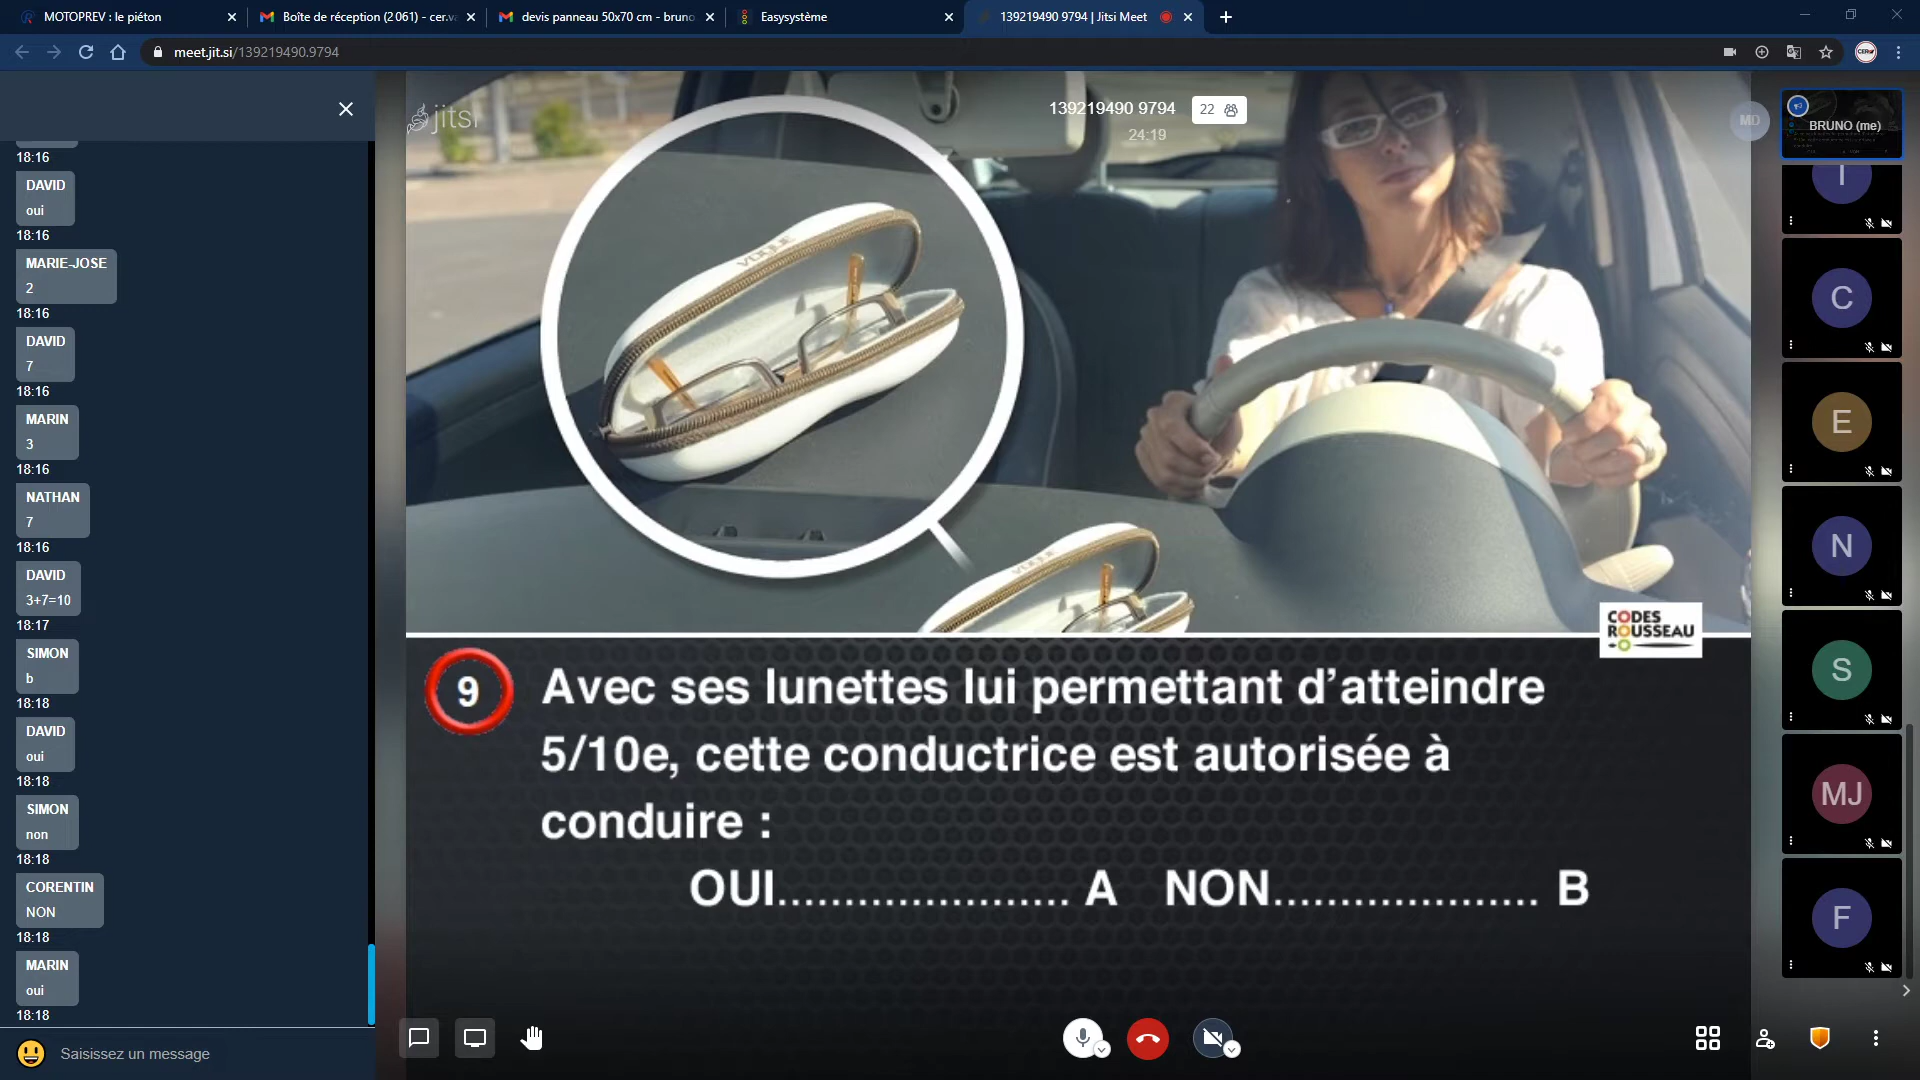 MOTOPREV : le piéton
Boîte de réception (2 061) - cer.va
devis panneau 50x70 cm - bruno.
Easysystème
139219490 9794 | Jitsi Meet
meet.jit.si/139219490.9794
CER
18:16
DAVID
oui
18:16
MARIE-JOSE
2
18:16
DAVID
7
18:16
MARIN
3
18:16
NATHAN
7
18:16
DAVID
3+7=10
18:17
SIMON
b
18:18
DAVID
oui
18:18
SIMON
non
18:18
CORENTIN
NON
18:18
MARIN
oui
18:18
Saisissez un message
jitsi
139219490 9794
22
24:19
MD
VOGUE
VOGUE
CODES
ROUSSEAU
9
Avec ses lunettes lui permettant d'atteindre
5/10e, cette conductrice est autorisée à
conduire :
OUI...................... A NON.................... B
BRUNO (me)
I
C
E
N
S
MJ
F